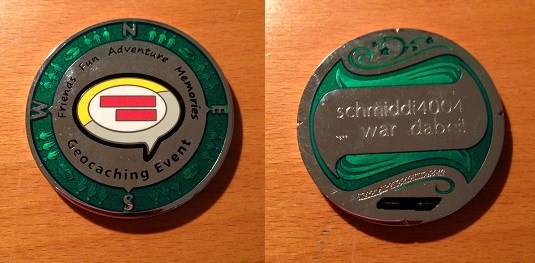 N
Friends Fun Adventure Memories
W
E
Geocaching Event
S
schmiddi4004
... war dabei!